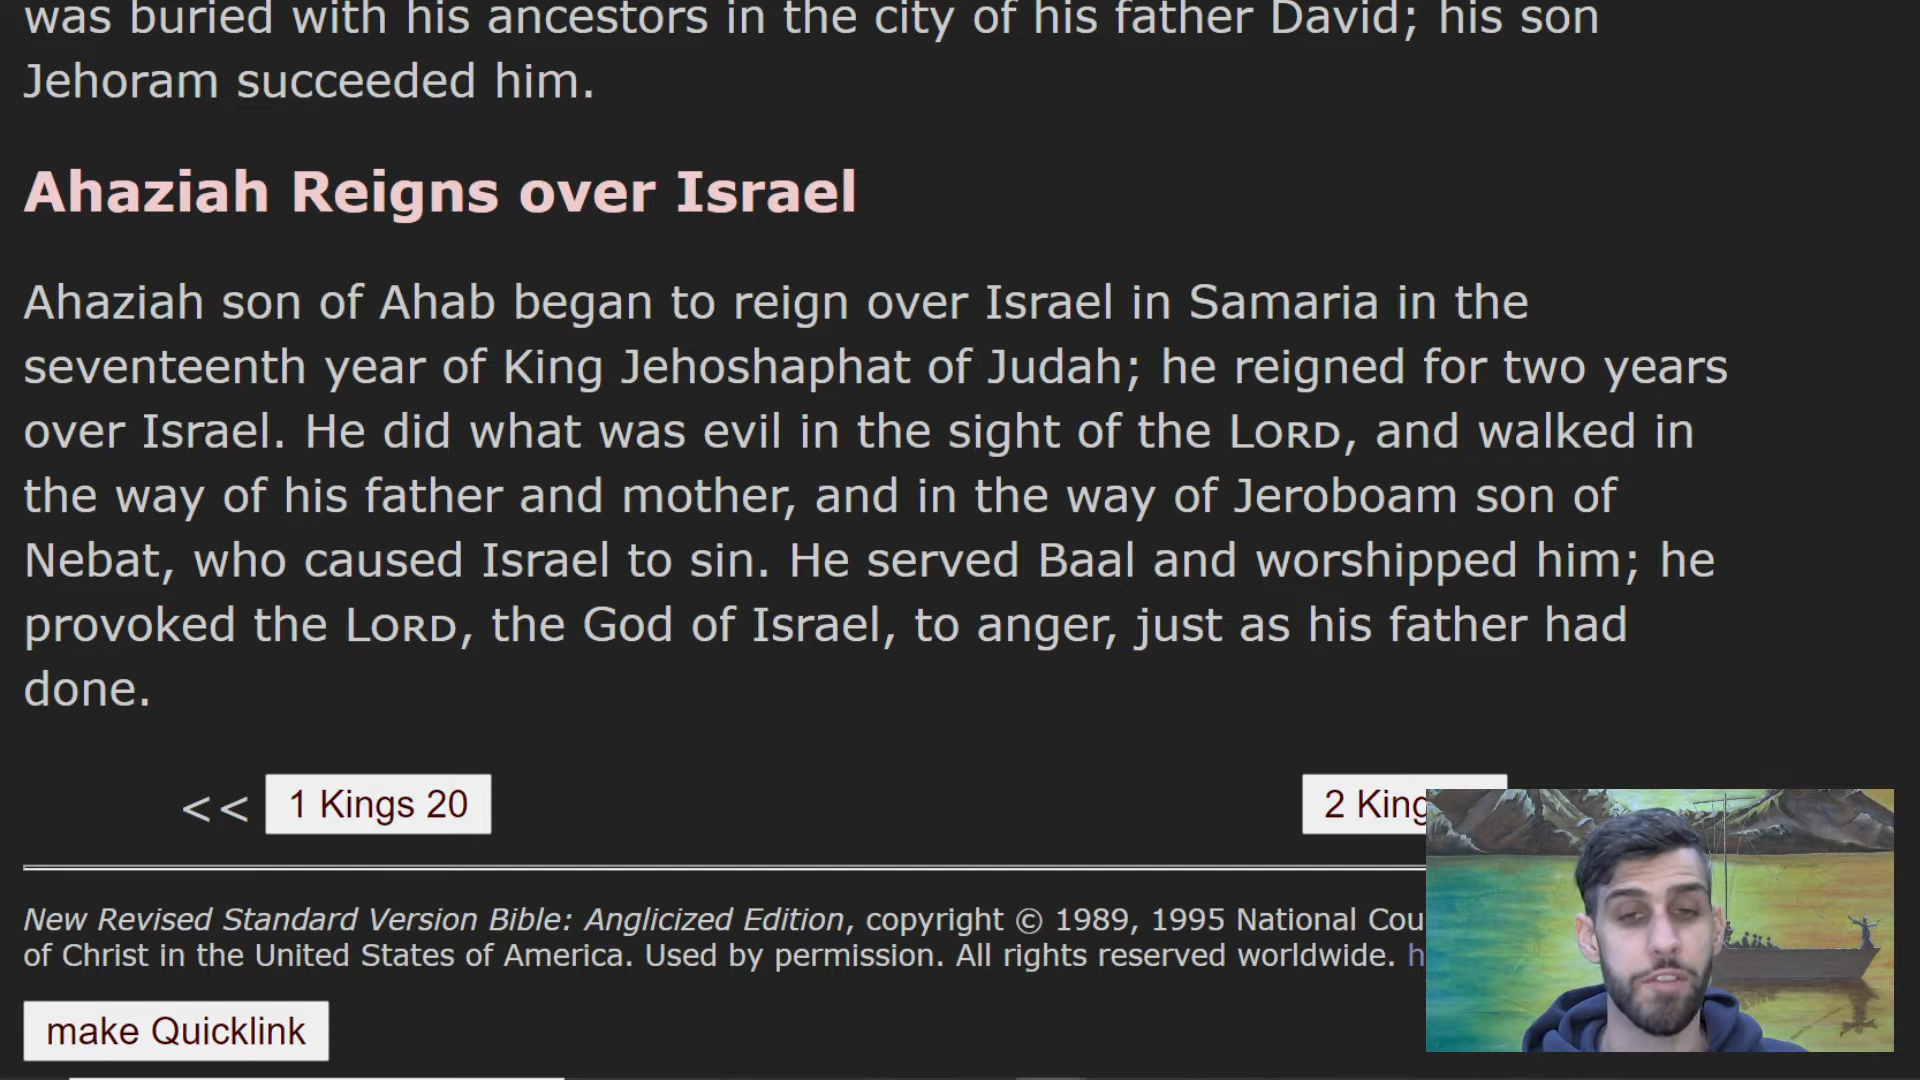 was buried with his ancestors in the city of his father David; his son
Jehoram succeeded him.
Ahaziah Reigns over Israel
Ahaziah son of Ahab began to reign over Israel in Samaria in the
seventeenth year of King Jehoshaphat of Judah; he reigned for two years
over Israel. He did what was evil in the sight of the LORD, and walked in
the way of his father and mother, and in the way of Jeroboam son of
Nebat, who caused Israel to sin. He served Baal and worshipped him; he
provoked the LORD, the God of Israel, to anger, just as his father had
done.
<< 1 Kings 20 2
New Revised Standard Version Bible: Anglicized Edition, copyright © 1989, 1995 National
of Christ in the United States of America. Used by permission. All rights reserved worldwide.
make Quicklink